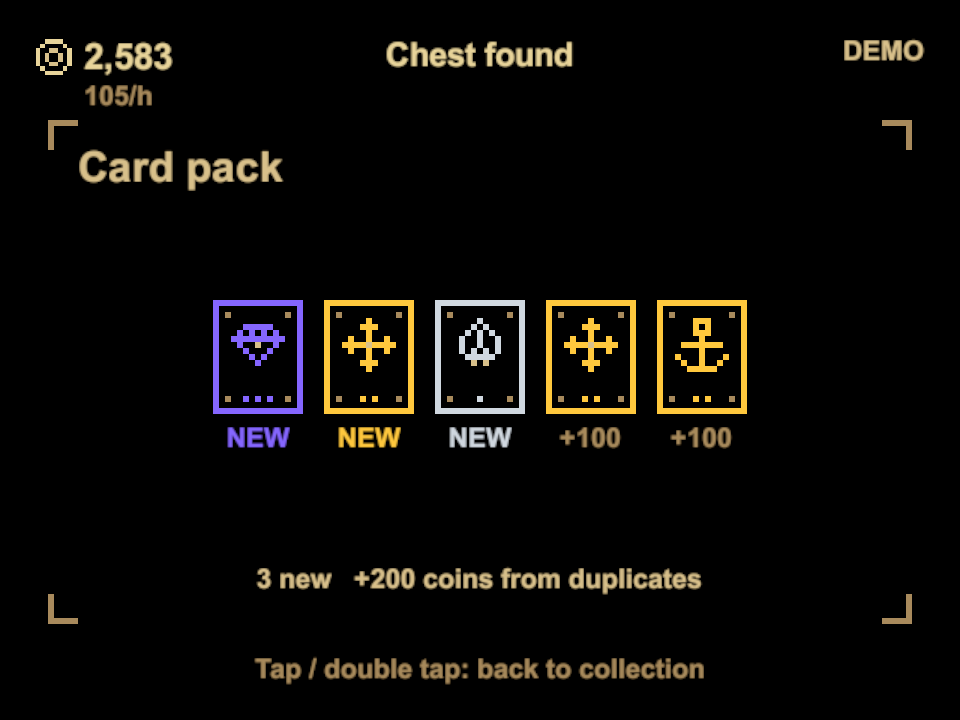 2,583
Chest found
DEMO
105/h
Card pack
NEW
NEW
NEW
+100
+100
3 new +200 coins from duplicates
Tap / double tap: back to collection